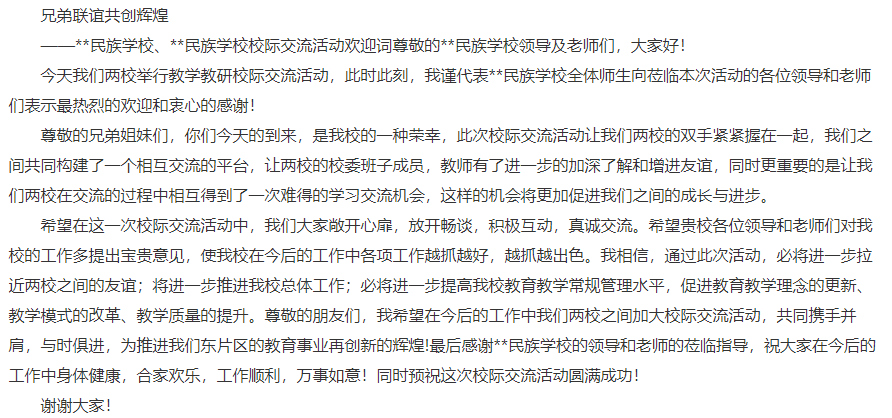 兄弟联谊共创辉煌
——**民族学校、**民族学校校际交流活动欢迎词尊敬的**民族学校领导及老师们，大家好！
今天我们两校举行教学教研校际交流活动，此时此刻，我谨代表**民族学校全体师生向莅临本次活动的各位领导和老师
们表示最热烈的欢迎和衷心的感谢！
尊敬的兄弟姐妹们，你们今天的到来，是我校的一种荣幸，此次校际交流活动让我们两校的双手紧紧握在一起，我们之
间共同构建了一个相互交流的平台，让两校的校委班子成员，教师有了进一步的加深了解和增进友谊，同时更重要的是让我
们两校在交流的过程中相互得到了一次难得的学习交流机会，这样的机会将更加促进我们之间的成长与进步。
希望在这一次校际交流活动中，我们大家敞开心扉，放开畅谈，积极互动，真诚交流。希望贵校各位领导和老师们对我
校的工作多提出宝贵意见，使我校在今后的工作中各项工作越抓越好，越抓越出色。我相信，通过此次活动，必将进一步拉
近两校之间的友谊；将进一步推进我校总体工作；必将进一步提高我校教育教学常规管理水平，促进教育教学理念的更新、
教学模式的改革、教学质量的提升。尊敬的朋友们，我希望在今后的工作中我们两校之间加大校际交流活动，共同携手并
肩，与时俱进，为推进我们东片区的教育事业再创新的辉煌!最后感谢**民族学校的领导和老师的莅临指导，祝大家在今后的
工作中身体健康，合家欢乐，工作顺利，万事如意！同时预祝这次校际交流活动圆满成功！
谢谢大家！